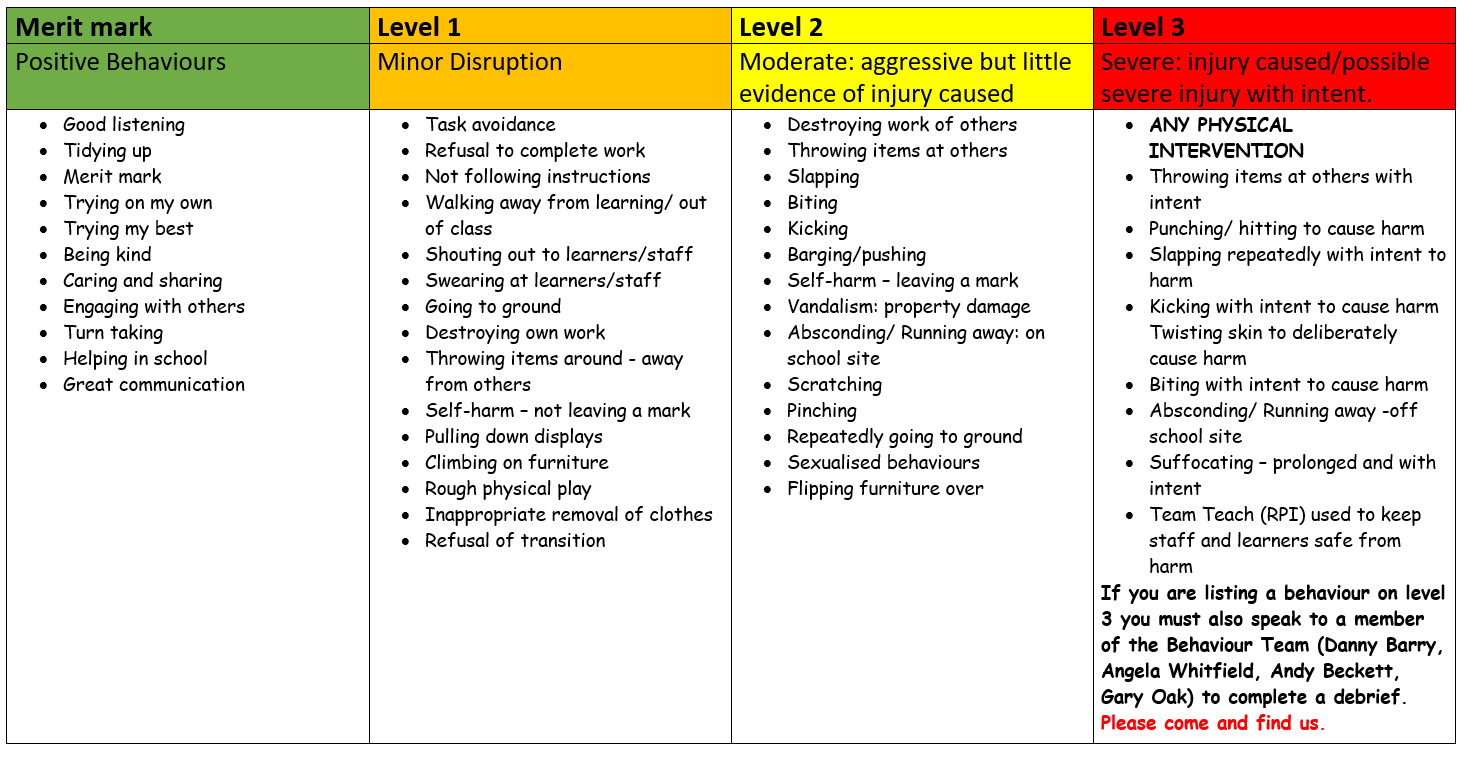 Merit mark
Positive Behaviours
• Good listening
• Tidying up
• Merit mark
• Trying on my own
• Trying my best
• Being kind
• Caring and sharing
• Engaging with others
• Turn taking
• Helping in school
• Great communication
Level 1
Minor Disruption
• Task avoidance
• Refusal to complete work
• Not following instructions
• Walking away from learning/ out
of class
• Shouting out to learners/staff
• Swearing at learners/staff
• Going to ground
• Destroying own work
• Throwing items around - away
from others
• Self-harm – not leaving a mark
• Pulling down displays
• Climbing on furniture
• Rough physical play
• Inappropriate removal of clothes
• Refusal of transition
Level 2
Moderate: aggressive but little
evidence of injury caused
• Destroying work of others
• Throwing items at others
• Slapping
• Biting
• Kicking
• Barging/pushing
• Self-harm – leaving a mark
• Vandalism: property damage
• Absconding/ Running away: on
school site
• Scratching
• Pinching
• Repeatedly going to ground
• Sexualised behaviours
• Flipping furniture over
Level 3
Severe: injury caused/possible
severe injury with intent.
• ANY PHYSICAL
INTERVENTION
• Throwing items at others with
intent
• Punching/ hitting to cause harm
• Slapping repeatedly with intent to
harm
• Kicking with intent to cause harm
Twisting skin to deliberately
cause harm
• Biting with intent to cause harm
• Absconding/ Running away -off
school site
• Suffocating – prolonged and with
intent
• Team Teach (RPI) used to keep
staff and learners safe from
harm
If you are listing a behaviour on level
3 you must also speak to a member
of the Behaviour Team (Danny Barry,
Angela Whitfield, Andy Beckett,
Gary Oak) to complete a debrief.
Please come and find us.